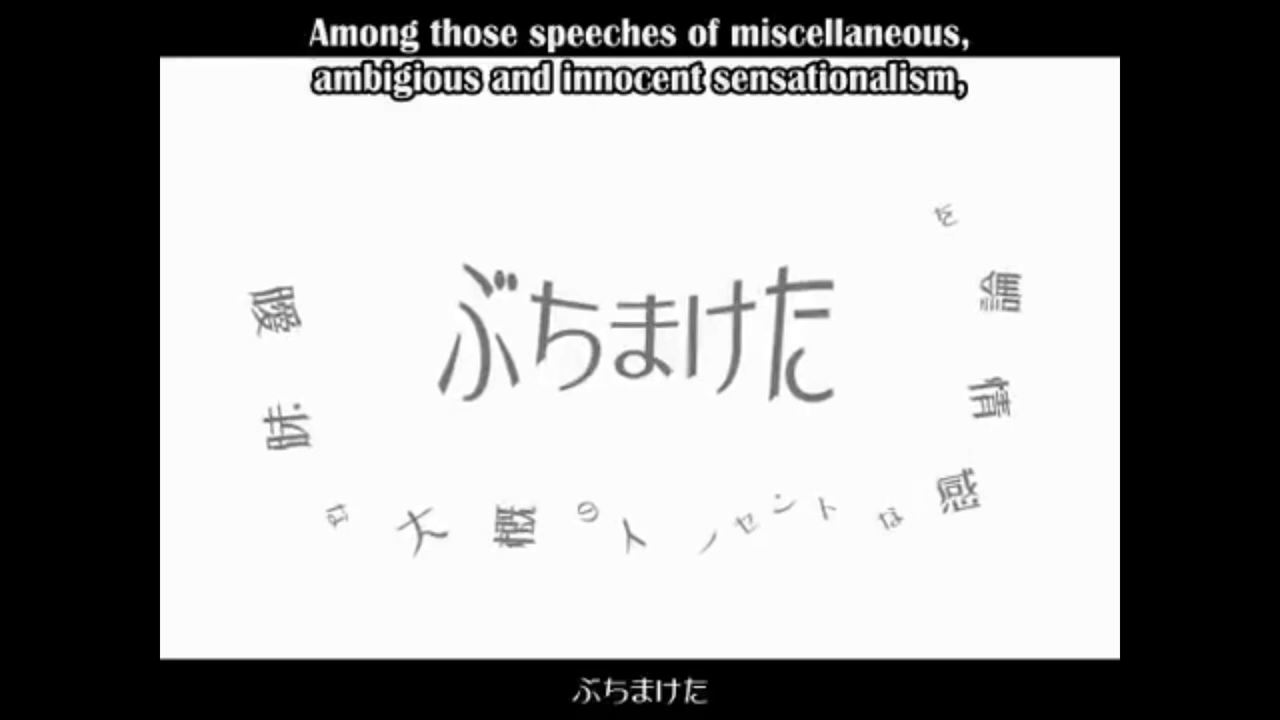 Among those speeches of miscellaneous,
ambigious and innocent sensationalism,
曖昧な大概のイノセントな感情論を
ぶちまけた
ぶちまけた